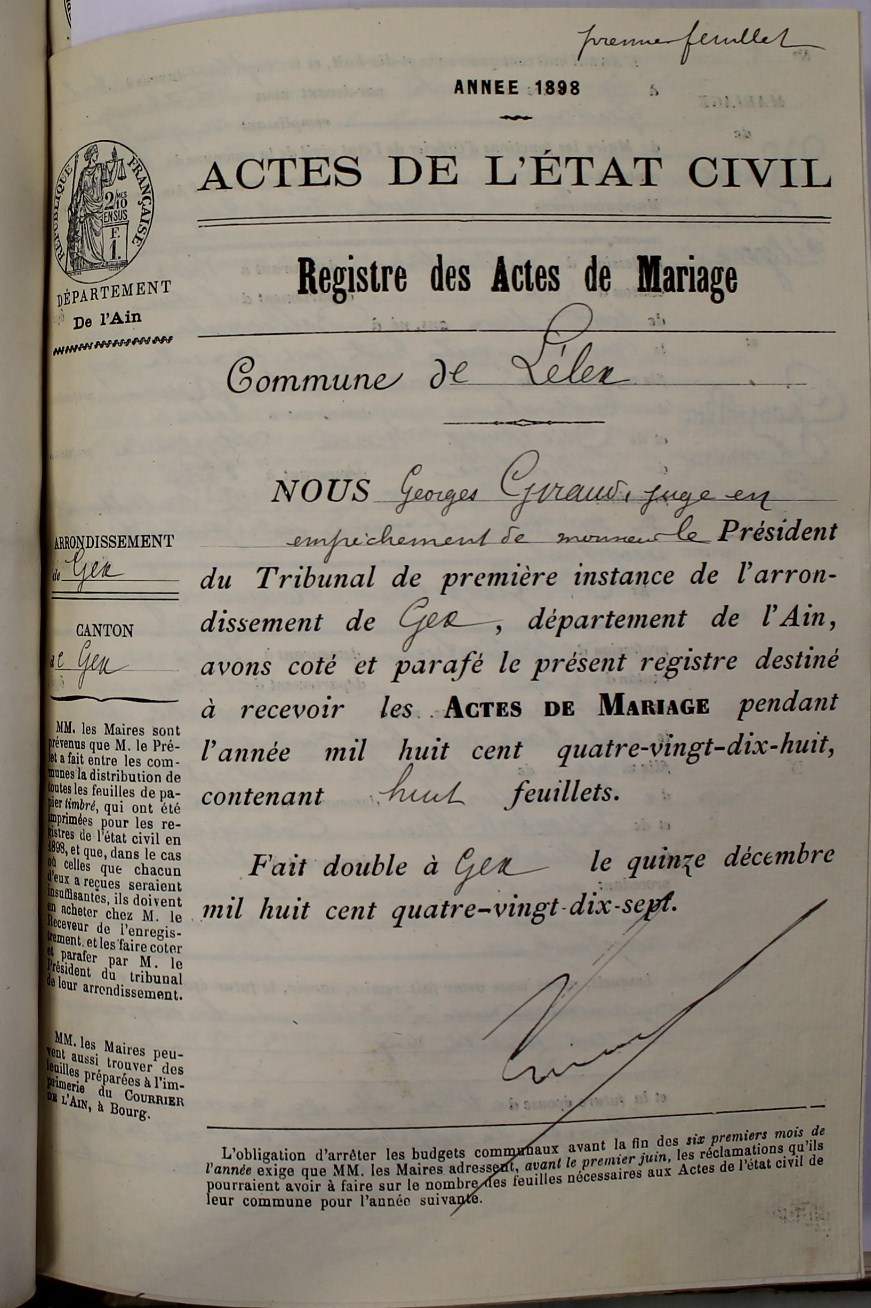 premier feuillet
ANNEE 1898
ACTES DE L'ÉTAT CIVIL
RÉPUBLIQUE FRANÇAISE
2/10 MES
EN SUS
F.
1.
DÉPARTEMENT
De l'Ain
Registre des Actes de Mariage
Commune de Lélex
NOUS Georges Giraud, juge en
empêchement de monsieur le Président
du Tribunal de première instance de l'arron-
dissement de Gex, département de l'Ain,
avons coté et parafé le présent registre destiné
à recevoir les ACTES DE MARIAGE pendant
l'année mil huit cent quatre-vingt-dix-huit,
contenant huit feuillets.
Fait double à Gex le quinze décembre
mil huit cent quatre-vingt-dix-sept.
ARRONDISSEMENT
de Gex
CANTON
de Gex
MM. les Maires sont
prévenus que M. le Pré-
fet a fait entre les com-
munes la distribution de
toutes les feuilles de pa-
pier timbré, qui ont été
imprimées pour les re-
gistres de l'état civil en
1898, et que, dans le cas
où celles que chacun
d'eux a reçues seraient
insuffisantes, ils doivent
en acheter chez M. le
Receveur de l'enregis-
trement, et les faire coter
et parafer par M. le
Président du tribunal
de leur arrondissement.
MM. les Maires peu-
vent aussi trouver des
feuilles préparées à l'im-
primerie du COURRIER
DE L'AIN, à Bourg.
L'obligation d'arrêter les budgets communaux avant la fin des six premiers mois de
l'année exige que MM. les Maires adressent, avant le premier juin, les réclamations qu'ils
pourraient avoir à faire sur le nombre des feuilles nécessaires aux Actes de l'état civil de
leur commune pour l'année suivante.